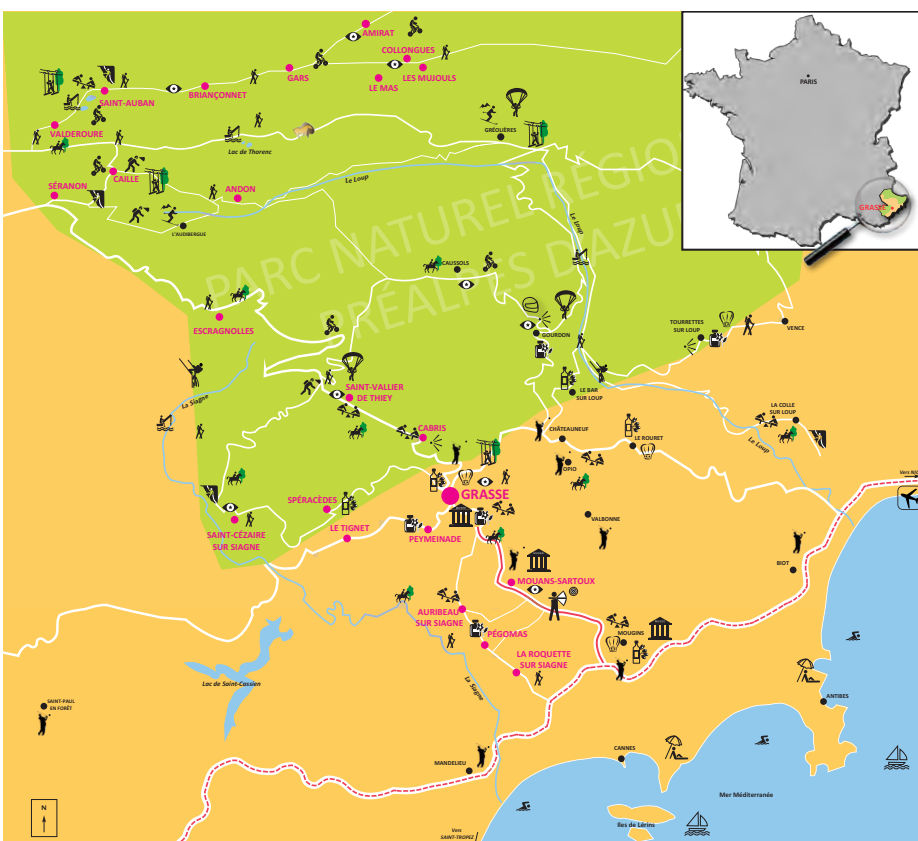 AMIRAT
COLLONGUES
GARS
LE MAS
LES MUJOULS
BRIANÇONNET
SAINT-AUBAN
VALDEROURE
GRÉOLIÈRES
Lac de Thorenc
CAILLE
SÉRANON
ANDON
Le Loup
L'AUDIBERGUE
PARC NATUREL RÉGIO
PRÉALPES D'AZUR
Le Loup
CAUSSOLS
ESCRAGNOLLES
GOURDON
TOURRETTES
SUR LOUP
VENCE
PARIS
GRASSE
La Siagne
SAINT-VALLIER
DE THIEY
LE BAR
SUR LOUP
LA COLLE
SUR LOUP
CABRIS
CHÂTEAUNEUF
LE ROURET
Le Loup
OPIO
Vers NIC
GRASSE
SPÉRACÈDES
VALBONNE
SAINT-CÉZAIRE
SUR SIAGNE
LE TIGNET
PEYMEINADE
BIOT
MOUANS-SARTOUX
AURIBEAU
SUR SIAGNE
PÉGOMAS
MOUGINS
LA ROQUETTE
SUR SIAGNE
Lac de Saint-Cassien
La Siagne
SAINT-PAUL
EN FORÊT
ANTIBES
MANDELIEU
CANNES
Mer Méditerranée
N
Iles de Lérins
Vers
SAINT-TROPEZ